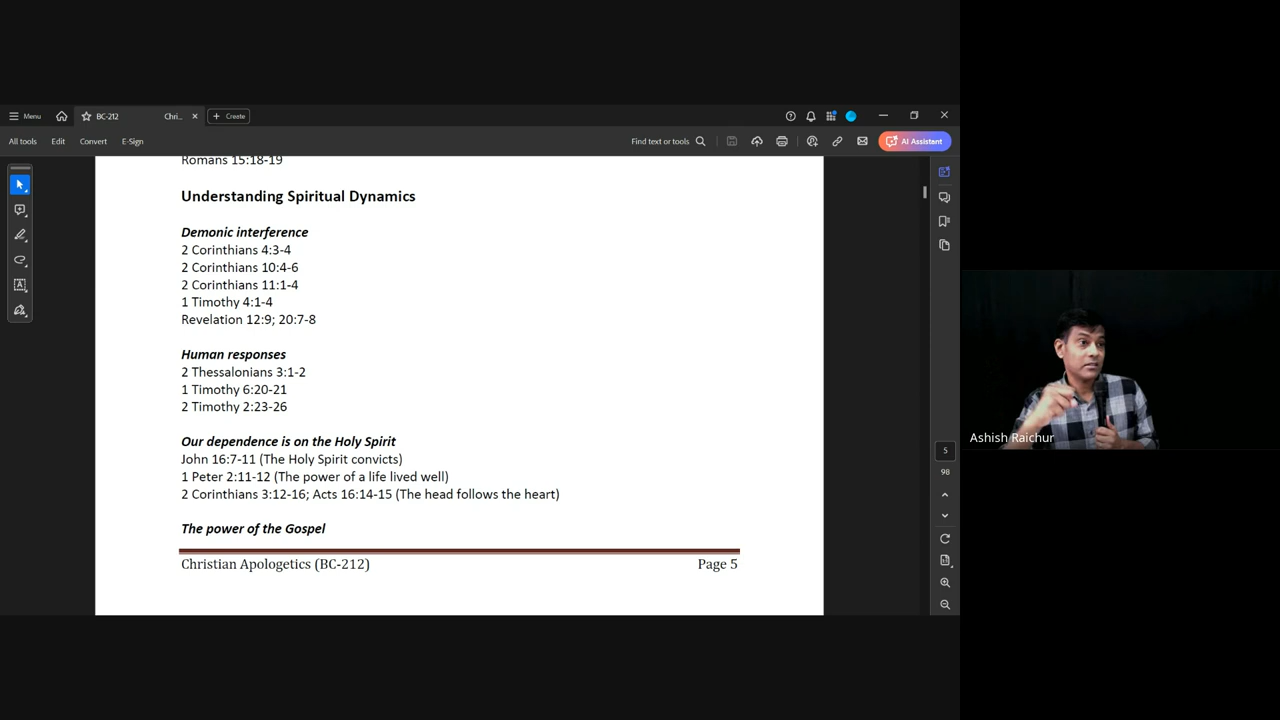 Menu
BC-212
Chri...
Create
All tools
Edit
Convert
E-Sign
Find text or tools
AI Assistant
Romans 15:18-19
Understanding Spiritual Dynamics
Demonic interference
2 Corinthians 4:3-4
2 Corinthians 10:4-6
2 Corinthians 11:1-4
1 Timothy 4:1-4
Revelation 12:9; 20:7-8
Human responses
2 Thessalonians 3:1-2
1 Timothy 6:20-21
2 Timothy 2:23-26
Our dependence is on the Holy Spirit
John 16:7-11 (The Holy Spirit convicts)
1 Peter 2:11-12 (The power of a life lived well)
2 Corinthians 3:12-16; Acts 16:14-15 (The head follows the heart)
The power of the Gospel
Christian Apologetics (BC-212)
Page 5
5
98
Ashish Raichur